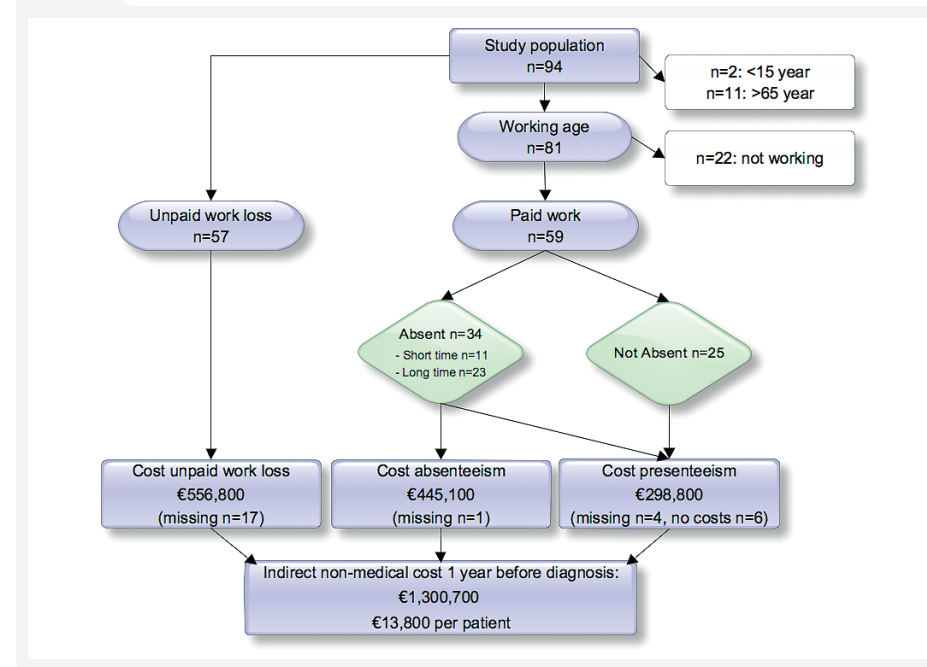 Study population
n=94
n=2: <15 year
n=11: >65 year
Working age
n=81
n=22: not working
Unpaid work loss
n=57
Paid work
n=59
Absent n=34
- Short time n=11
- Long time n=23
Not Absent n=25
Cost unpaid work loss
€556,800
(missing n=17)
Cost absenteeism
€445,100
(missing n=1)
Cost presenteeism
€298,800
(missing n=4, no costs n=6)
Indirect non-medical cost 1 year before diagnosis:
€1,300,700
€13,800 per patient